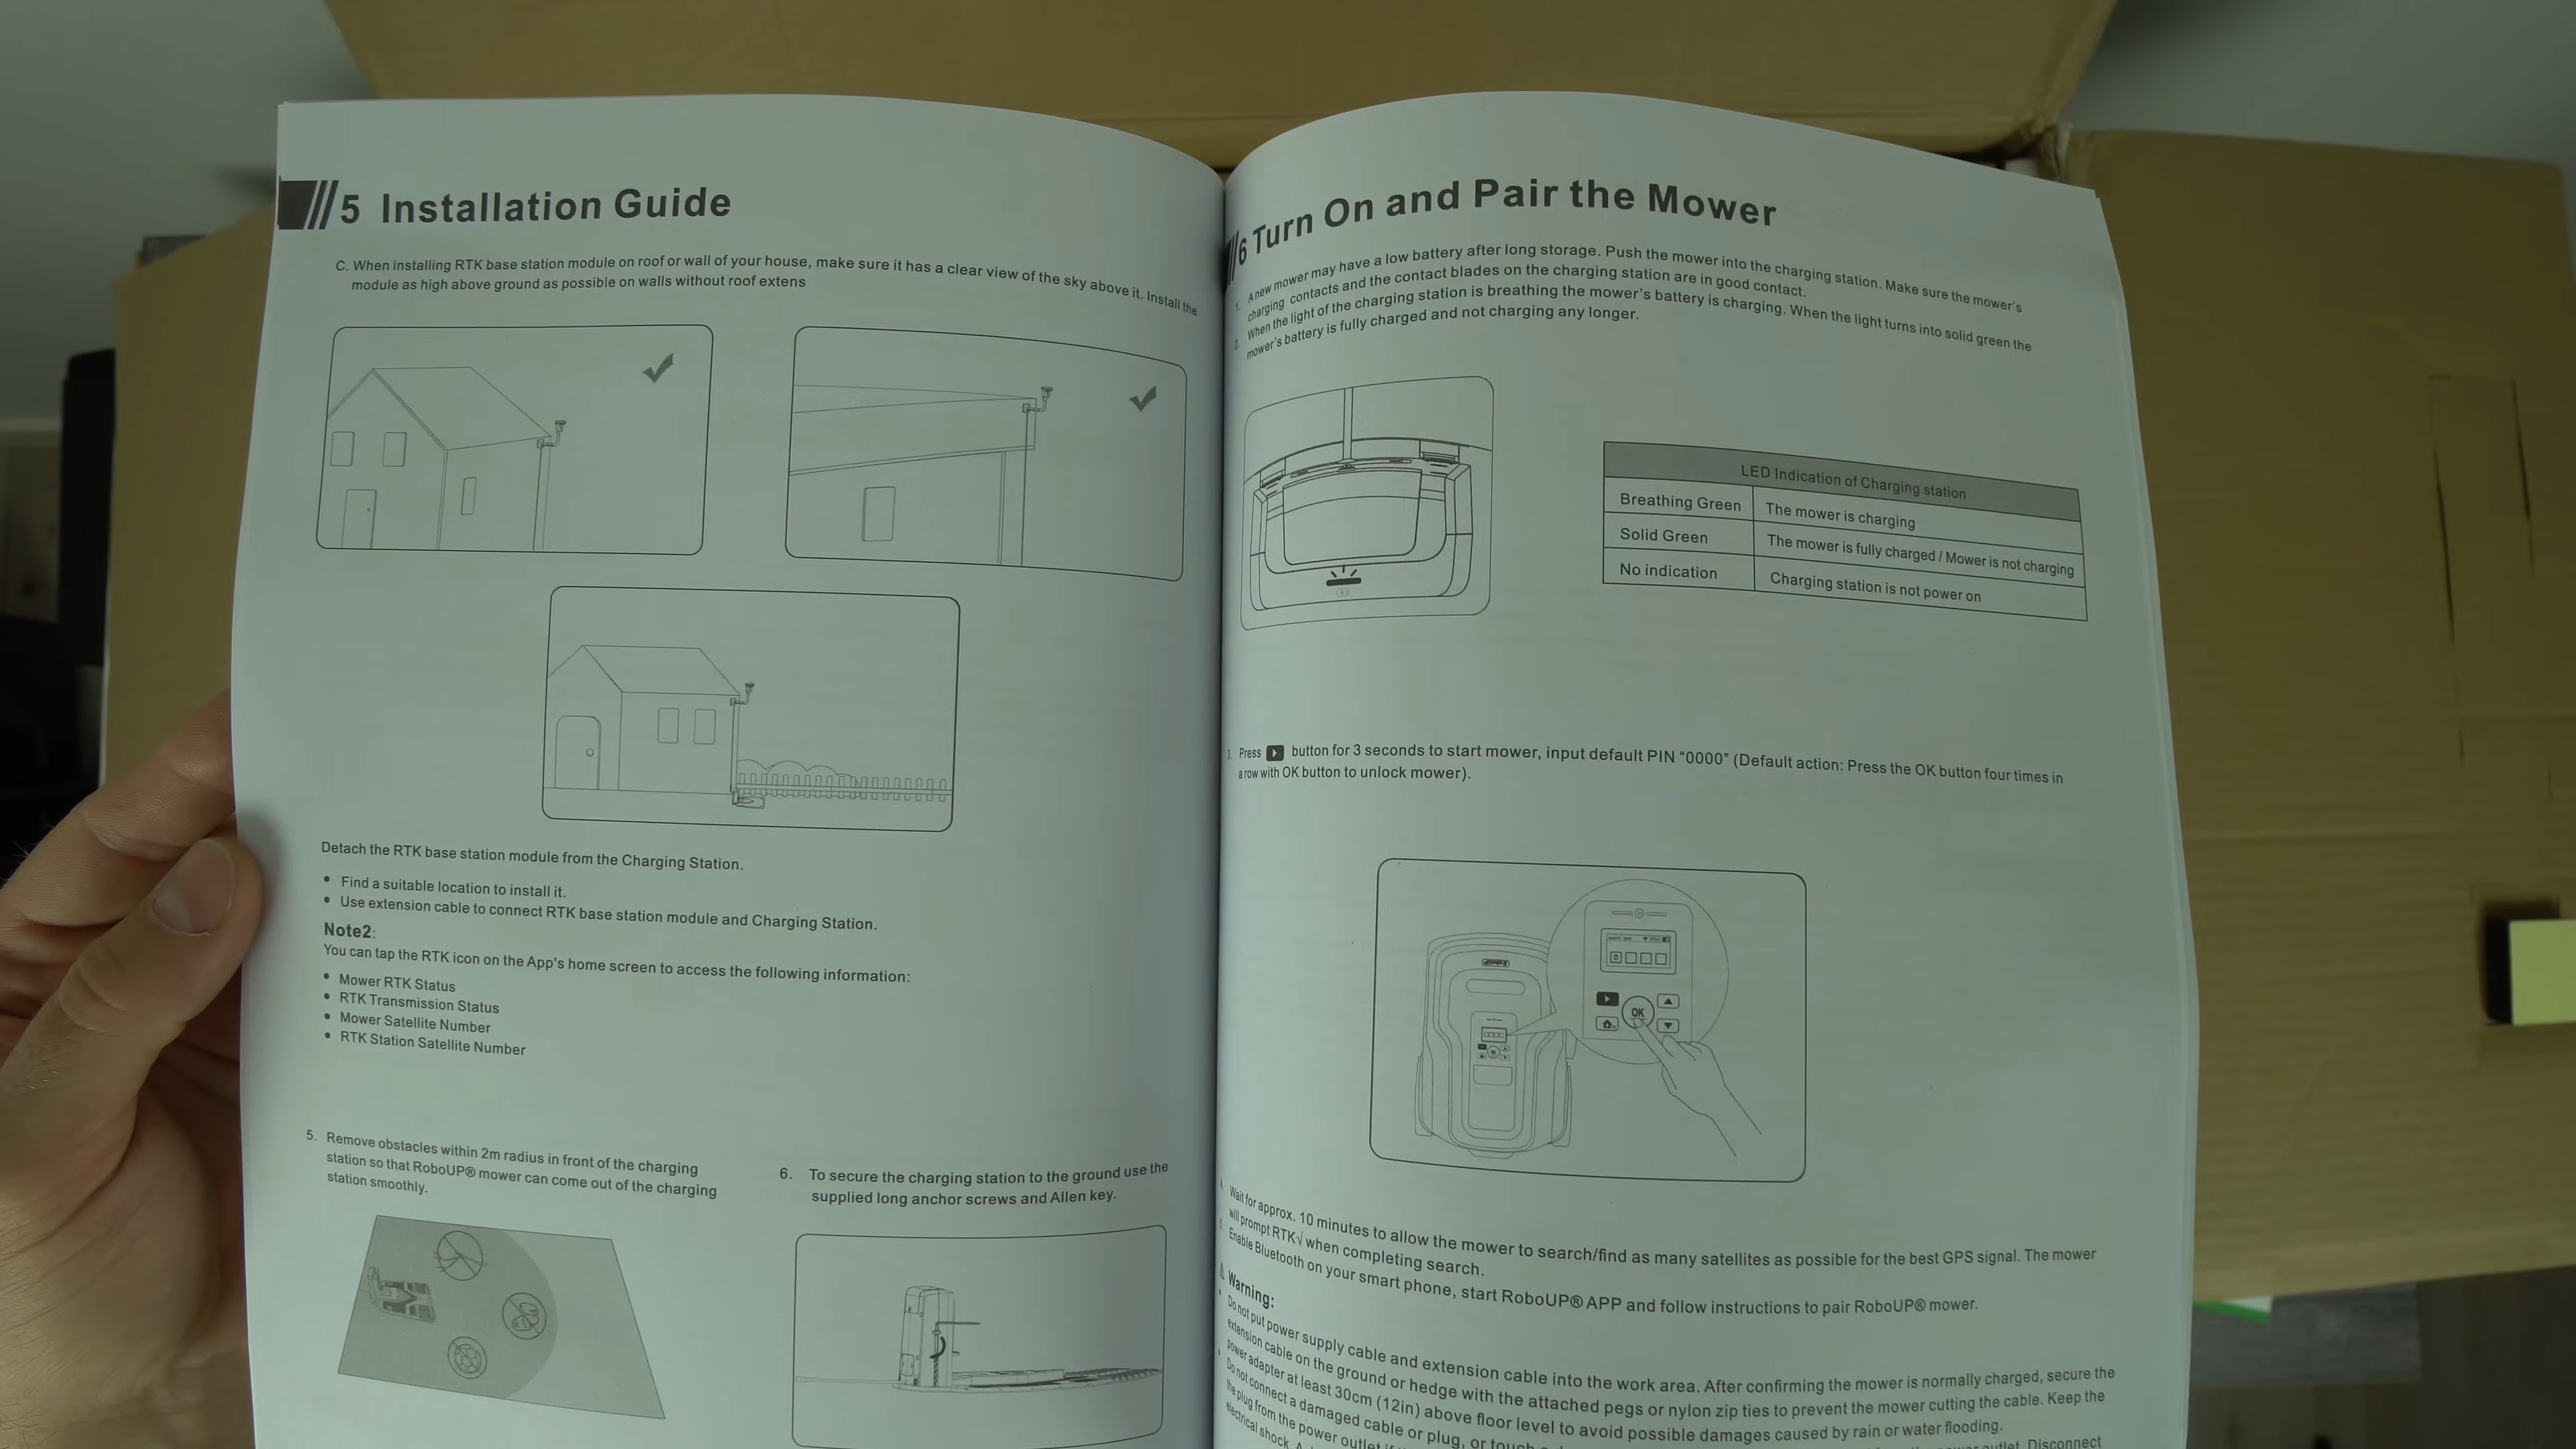 5 Installation Guide
C. When installing RTK base station module on roof or wall of your house, make sure it has a clear view of the sky above it. Install the
module as high above ground as possible on walls without roof extens
Detach the RTK base station module from the Charging Station.
• Find a suitable location to install it.
• Use extension cable to connect RTK base station module and Charging Station.
Note2:
You can tap the RTK icon on the App's home screen to access the following information:
• Mower RTK Status
• RTK Transmission Status
• Mower Satellite Number
• RTK Station Satellite Number
5. Remove obstacles within 2m radius in front of the charging
station so that RoboUP® mower can come out of the charging
station smoothly.
6. To secure the charging station to the ground use the
supplied long anchor screws and Allen key.
6 Turn On and Pair the Mower
1. A new mower may have a low battery after long storage. Push the mower into the charging station. Make sure the mower's
charging contacts and the contact blades on the charging station are in good contact.
2. When the light of the charging station is breathing the mower's battery is charging. When the light turns into solid green the
mower's battery is fully charged and not charging any longer.
LED Indication of Charging station
Breathing Green The mower is charging
Solid Green The mower is fully charged / Mower is not charging
No indication Charging station is not power on
3. Press button for 3 seconds to start mower, input default PIN “0000” (Default action: Press the OK button four times in
a row with OK button to unlock mower).
0
OK
4. Wait for approx. 10 minutes to allow the mower to search/find as many satellites as possible for the best GPS signal. The mower
will prompt RTK√ when completing search.
5. Enable Bluetooth on your smart phone, start RoboUP® APP and follow instructions to pair RoboUP® mower.
Warning:
• Do not put power supply cable and extension cable into the work area. After confirming the mower is normally charged, secure the
extension cable on the ground or hedge with the attached pegs or nylon zip ties to prevent the mower cutting the cable. Keep the
power adapter at least 30cm (12in) above floor level to avoid possible damages caused by rain or water flooding.
• Do not connect a damaged cable or plug, or touch outlet. Disconnect
the plug from the power outlet if
electrical shock.